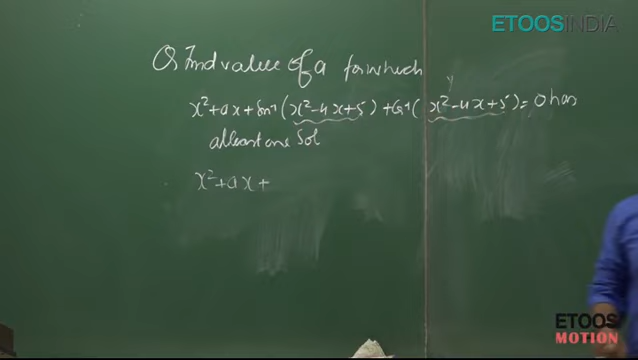 ETOOSINDIA
Q Find value of a for which
x²+ax+Sin⁻¹(x²-4x+5)+Cos⁻¹(x²-4x+5)=0 has
atleast one Sol
x²+ax+
ETOOS
MOTION